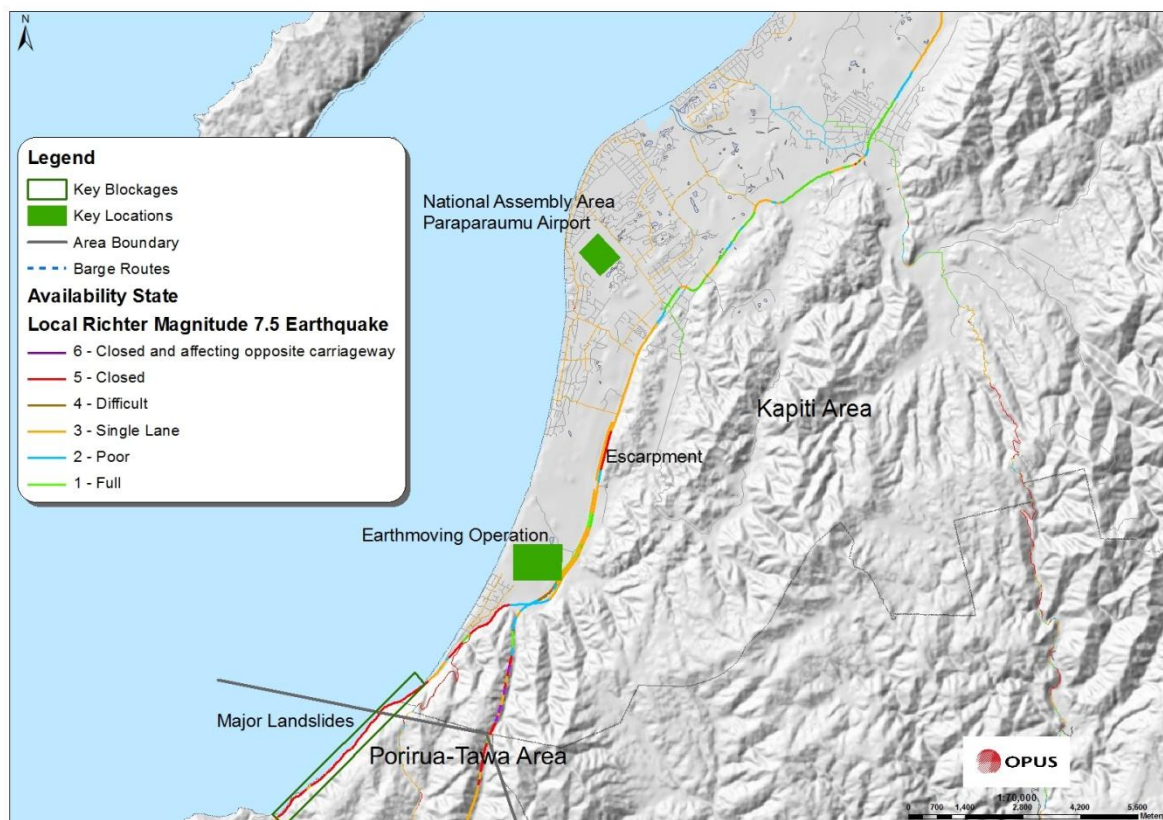 N
Legend
Key Blockages
Key Locations
Area Boundary
Barge Routes
Availability State
Local Richter Magnitude 7.5 Earthquake
6 - Closed and affecting opposite carriageway
5 - Closed
4 - Difficult
3 - Single Lane
2 - Poor
1 - Full
National Assembly Area
Paraparaumu Airport
Kapiti Area
Escarpment
Earthmoving Operation
Major Landslides
Porirua-Tawa Area
OPUS
1:70,000
0 700 1,400 2,800 4,200 5,600
Meters